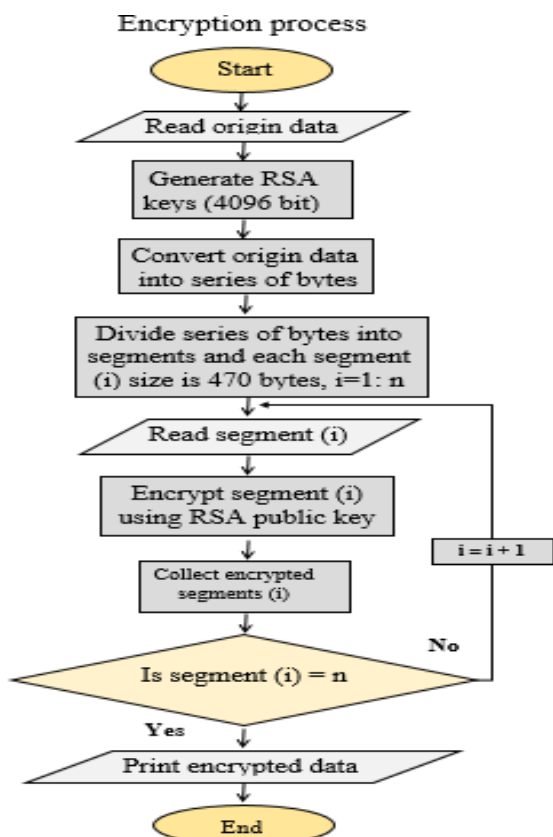 Encryption process
Start
Read origin data
Generate RSA
keys (4096 bit)
Convert origin data
into series of bytes
Divide series of bytes into
segments and each segment
(i) size is 470 bytes, i=1: n
Read segment (i)
Encrypt segment (i)
using RSA public key
i = i + 1
Collect encrypted
segments (i)
No
Is segment (i) = n
Yes
Print encrypted data
End